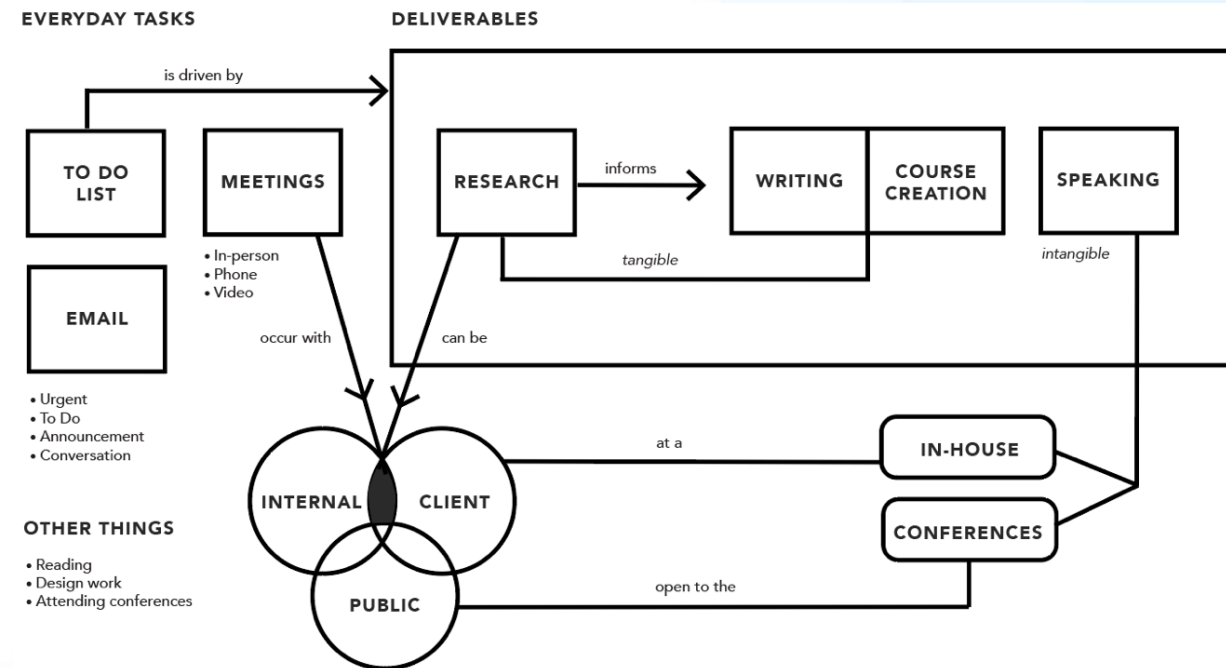 EVERYDAY TASKS
DELIVERABLES
is driven by
TO DO
LIST
MEETINGS
• In-person
• Phone
• Video
EMAIL
• Urgent
• To Do
• Announcement
• Conversation
RESEARCH
informs
WRITING
COURSE
CREATION
SPEAKING
tangible
intangible
occur with
can be
INTERNAL
CLIENT
PUBLIC
at a
IN-HOUSE
CONFERENCES
open to the
OTHER THINGS
• Reading
• Design work
• Attending conferences